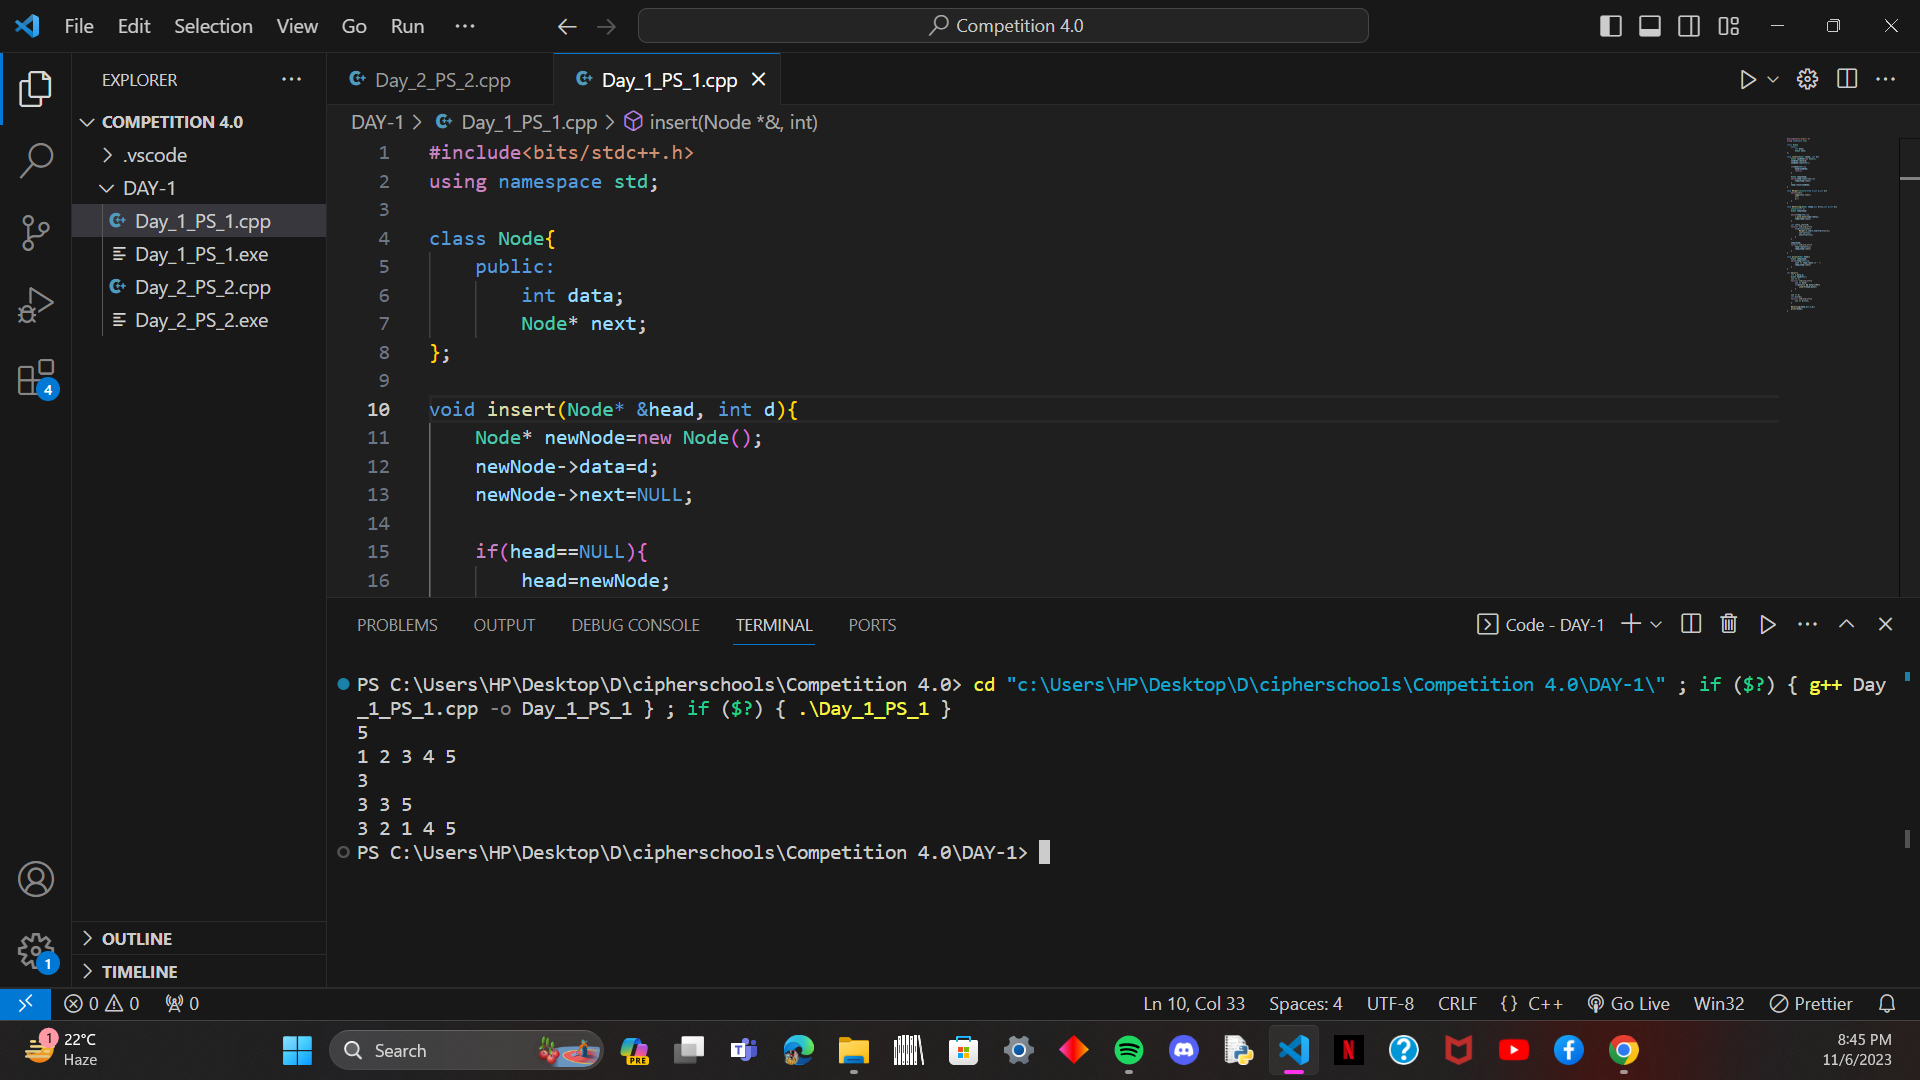 File Edit Selection View Go Run ··· Competition 4.0
EXPLORER ···
COMPETITION 4.0
.vscode
DAY-1
Day_1_PS_1.cpp
Day_1_PS_1.exe
Day_2_PS_2.cpp
Day_2_PS_2.exe
OUTLINE
TIMELINE
4
1
Day_2_PS_2.cpp Day_1_PS_1.cpp
DAY-1 > Day_1_PS_1.cpp > insert(Node *&, int)
1 #include<bits/stdc++.h>
2 using namespace std;
3
4 class Node{
5 public:
6 int data;
7 Node* next;
8 };
9
10 void insert(Node* &head, int d){
11 Node* newNode=new Node();
12 newNode->data=d;
13 newNode->next=NULL;
14
15 if(head==NULL){
16 head=newNode;
PROBLEMS OUTPUT DEBUG CONSOLE TERMINAL PORTS Code - DAY-1
PS C:\Users\HP\Desktop\D\cipherschools\Competition 4.0> cd "c:\Users\HP\Desktop\D\cipherschools\Competition 4.0\DAY-1\" ; if ($?) { g++ Day
_1_PS_1.cpp -o Day_1_PS_1 } ; if ($?) { .\Day_1_PS_1 }
5
1 2 3 4 5
3
3 3 5
3 2 1 4 5
PS C:\Users\HP\Desktop\D\cipherschools\Competition 4.0\DAY-1>
0 0 0 Ln 10, Col 33 Spaces: 4 UTF-8 CRLF {} C++ Go Live Win32 Prettier
1 22°C
Haze
Search
PRE
8:45 PM
11/6/2023